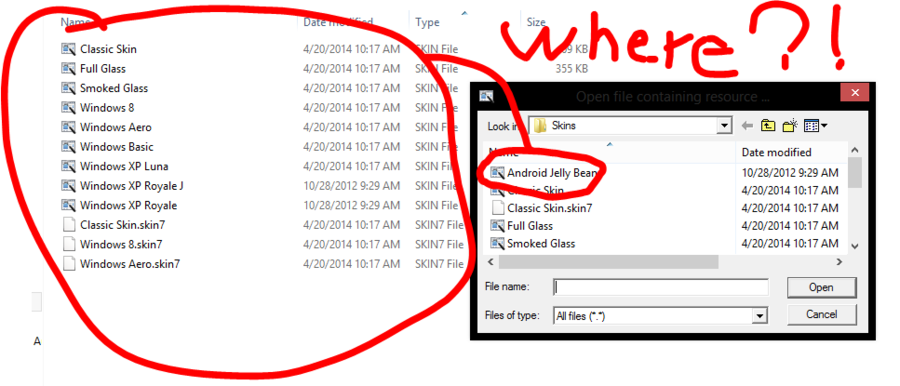 Name Date modified Type Size
Classic Skin 4/20/2014 10:17 AM SKIN File
Full Glass 4/20/2014 10:17 AM SKIN File 355 KB
Smoked Glass 4/20/2014 10:17 AM SKIN File
Windows 8 4/20/2014 10:17 AM SKIN File
Windows Aero 4/20/2014 10:17 AM SKIN File
Windows Basic 4/20/2014 10:17 AM SKIN File
Windows XP Luna 4/20/2014 10:17 AM SKIN File
Windows XP Royale J 10/28/2012 9:29 AM SKIN File
Windows XP Royale 10/28/2012 9:29 AM SKIN File
Classic Skin.skin7 4/20/2014 10:17 AM SKIN7 File
Windows 8.skin7 4/20/2014 10:17 AM SKIN7 File
Windows Aero.skin7 4/20/2014 10:17 AM SKIN7 File
A
where?!
Open file containing resource ...
Look in: Skins
Name Date modified
Android Jelly Bean 10/28/2012 9:29 AM
Classic Skin 4/20/2014 10:17 AM
Classic Skin.skin7 4/20/2014 10:17 AM
Full Glass 4/20/2014 10:17 AM
Smoked Glass 4/20/2014 10:17 AM
File name: Open
Files of type: All files (*.*) Cancel